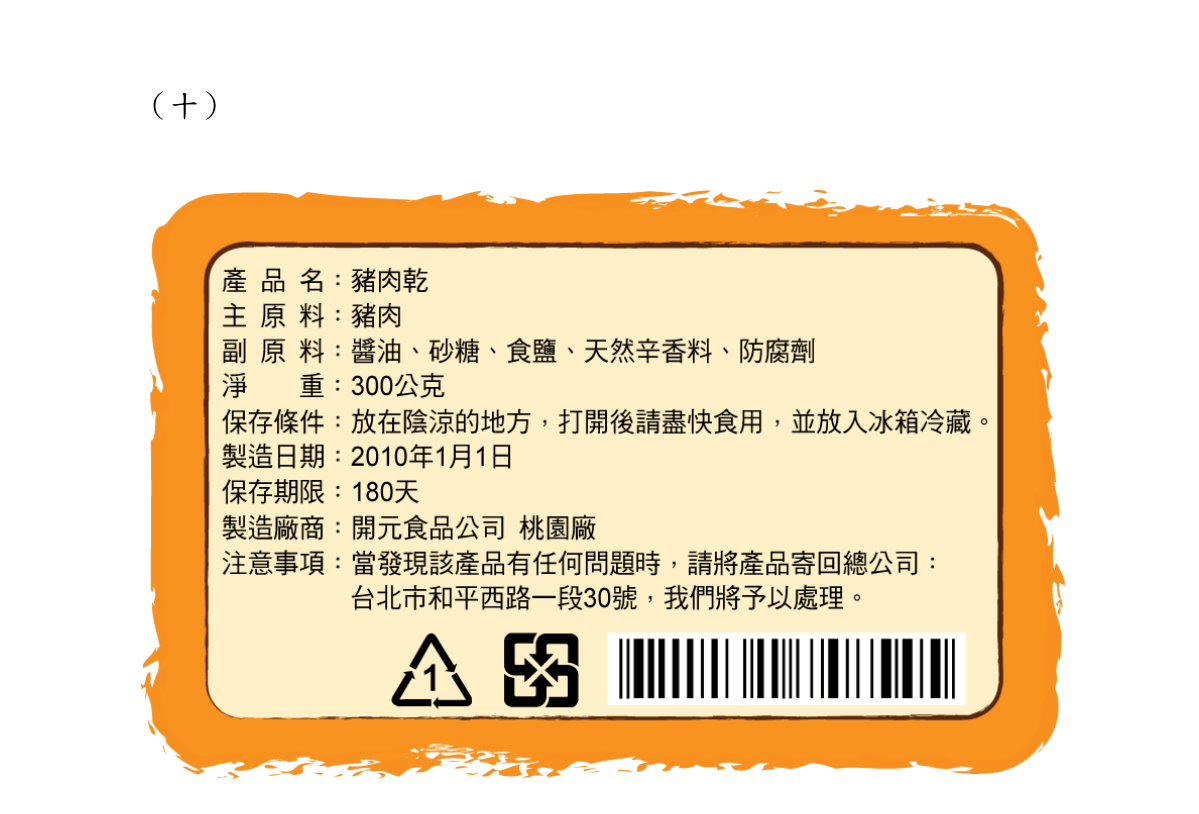 （十）
產品名：豬肉乾
主原料：豬肉
副原料：醬油、砂糖、食鹽、天然辛香料、防腐劑
淨　　重：300公克
保存條件：放在陰涼的地方，打開後請盡快食用，並放入冰箱冷藏。
製造日期：2010年1月1日
保存期限：180天
製造廠商：開元食品公司 桃園廠
注意事項：當發現該產品有任何問題時，請將產品寄回總公司：
台北市和平西路一段30號，我們將予以處理。
1